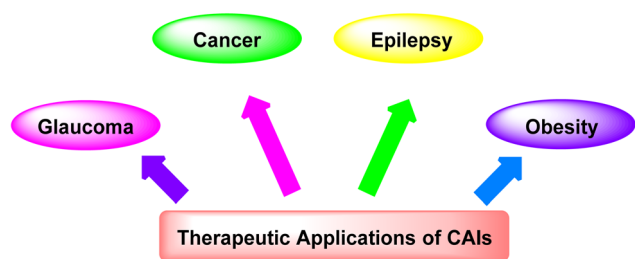 Cancer
Epilepsy
Glaucoma
Obesity
Therapeutic Applications of CAIs